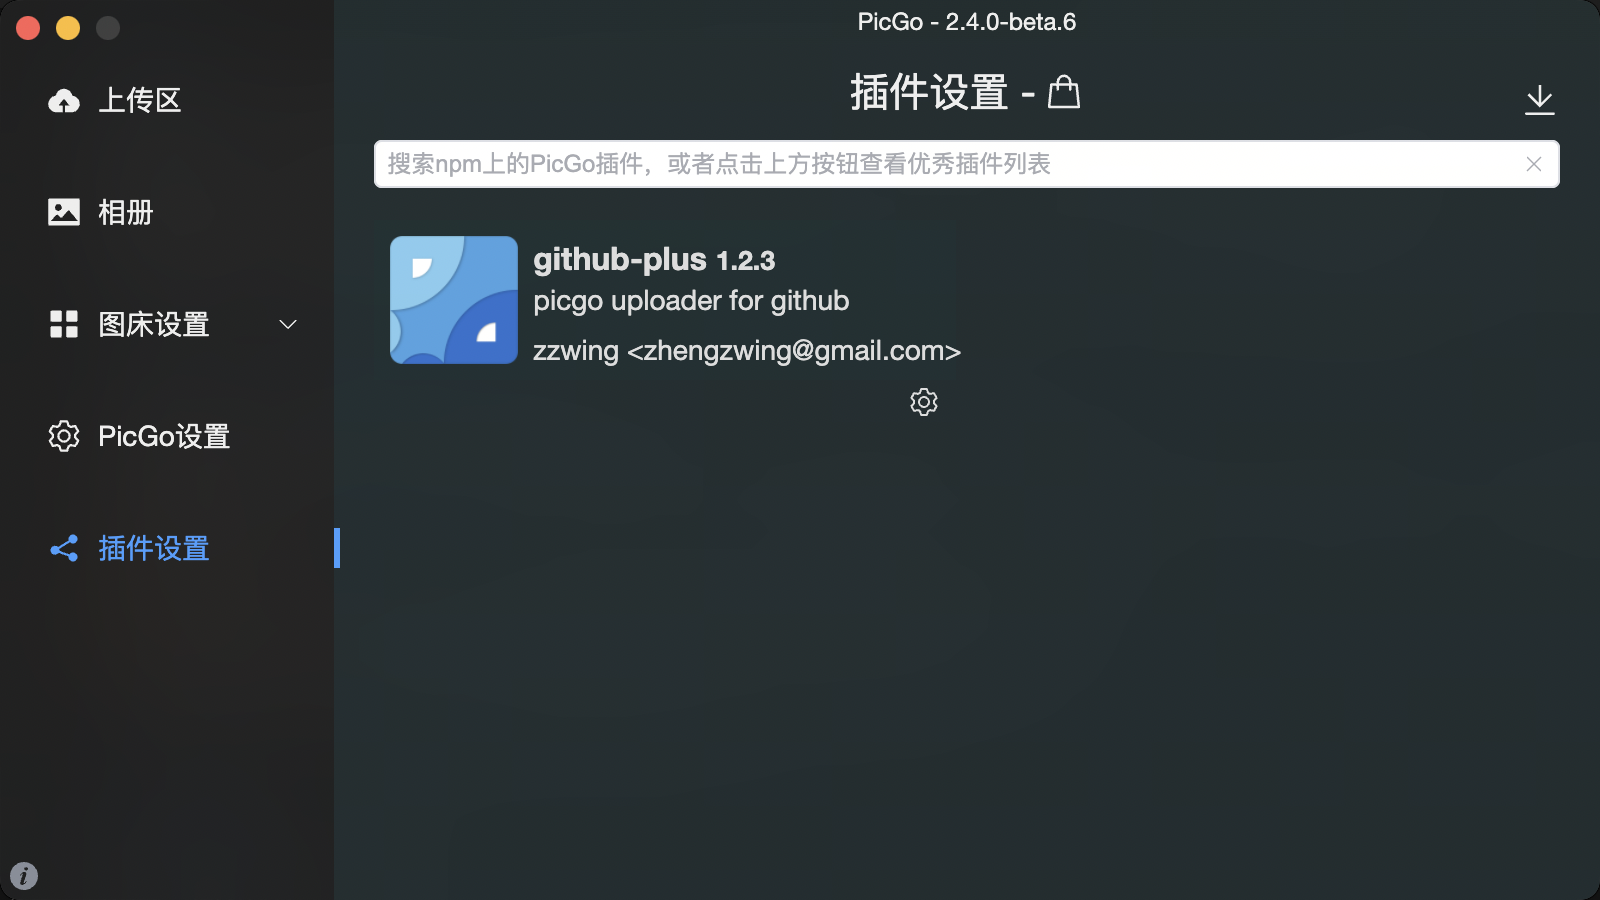 PicGo - 2.4.0-beta.6
上传区
相册
图床设置
PicGo设置
插件设置
插件设置 -
搜索npm上的PicGo插件，或者点击上方按钮查看优秀插件列表
github-plus 1.2.3
picgo uploader for github
zzwing <zhengzwing@gmail.com>